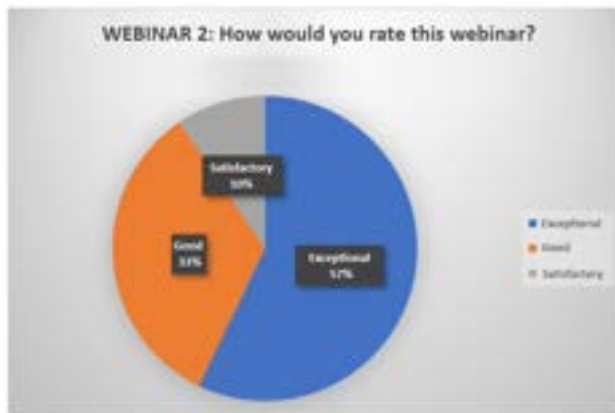 WEBINAR 2: How would you rate this webinar?
Satisfactory
10%
Good
33%
Exceptional
57%
Exceptional
Good
Satisfactory